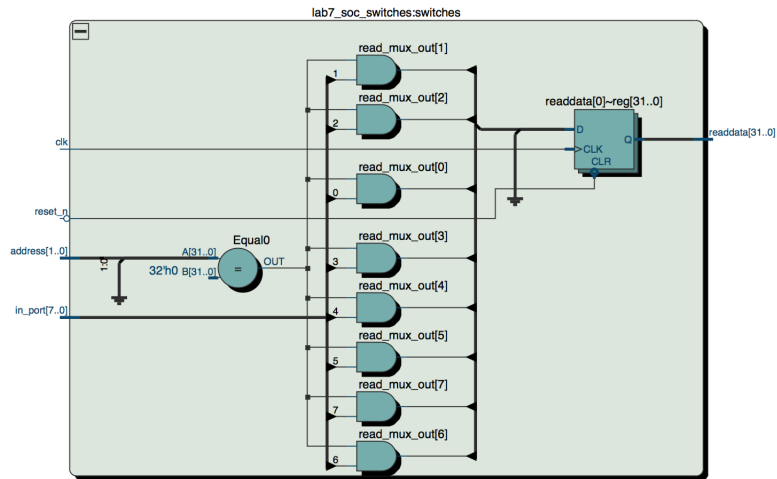 lab7_soc_switches:switches
read_mux_out[1]
1
read_mux_out[2]
2
readdata[0]~reg[31..0]
D
Q
CLK
CLR
readdata[31..0]
clk
read_mux_out[0]
0
reset_n
address[1..0]
1:0
Equal0
A[31..0]
32'h0 B[31..0]
=
OUT
read_mux_out[3]
3
in_port[7..0]
read_mux_out[4]
4
read_mux_out[5]
5
read_mux_out[7]
7
read_mux_out[6]
6